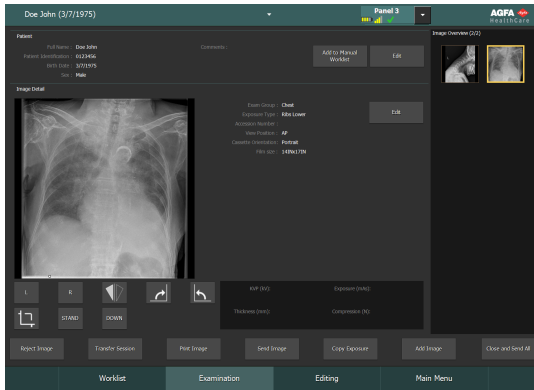 Doe John (3/7/1975)
Panel 3
AGFA
HealthCare
Patient
Full Name : Doe John
Patient Identification : 0123456
Birth Date : 3/7/1975
Sex : Male
Comments:
Add to Manual Worklist
Edit
Image Overview (2/2)
Image Detail
Exam Group : Chest
Exposure Type : Ribs Lower
Accession Number :
View Position : AP
Cassette Orientation: Portrait
Film size : 14INx17IN
Edit
L
R
STAND
DOWN
KVP (kV):
Exposure (mAs):
Thickness (mm):
Compression (N):
Reject Image
Transfer Session
Print Image
Send Image
Copy Exposure
Add Image
Close and Send All
Worklist
Examination
Editing
Main Menu